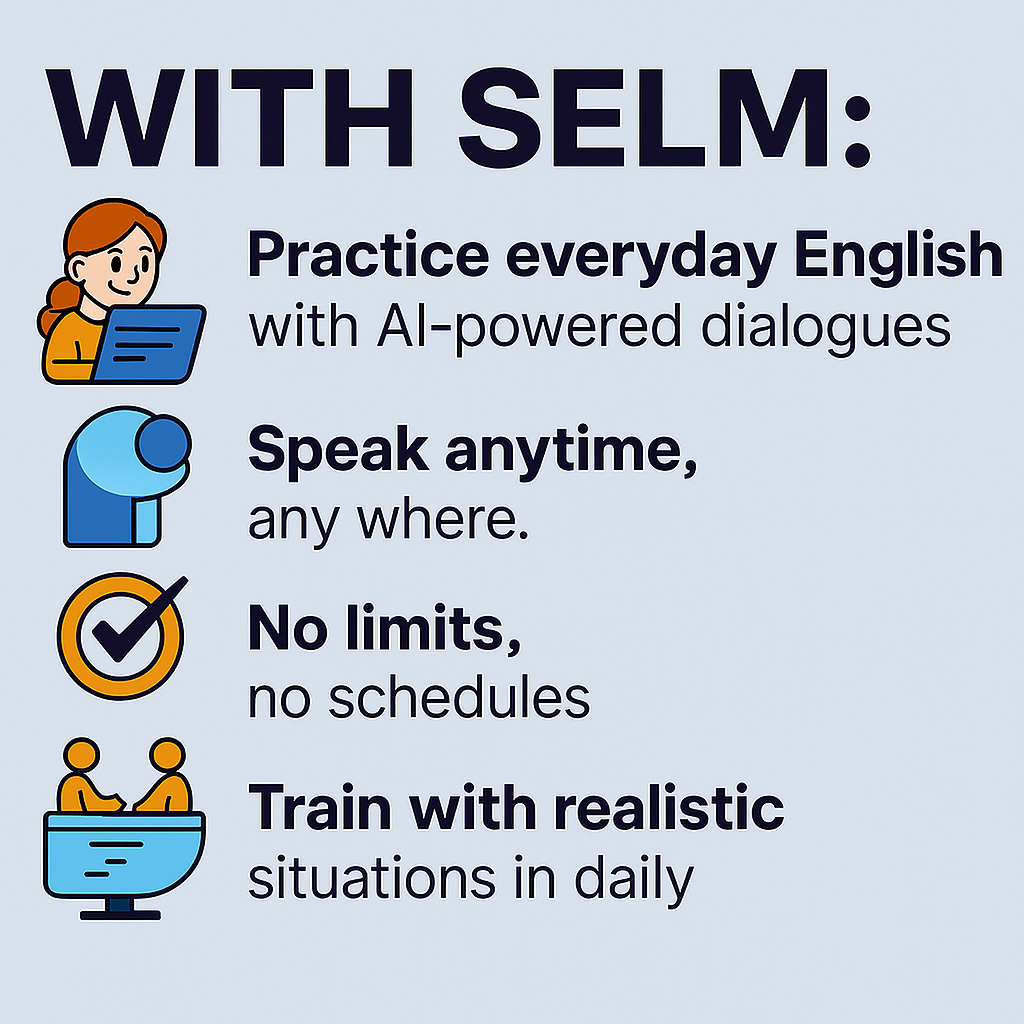 WITH SELM:
Practice everyday English
with AI-powered dialogues
Speak anytime,
any where.
No limits,
no schedules
Train with realistic
situations in daily